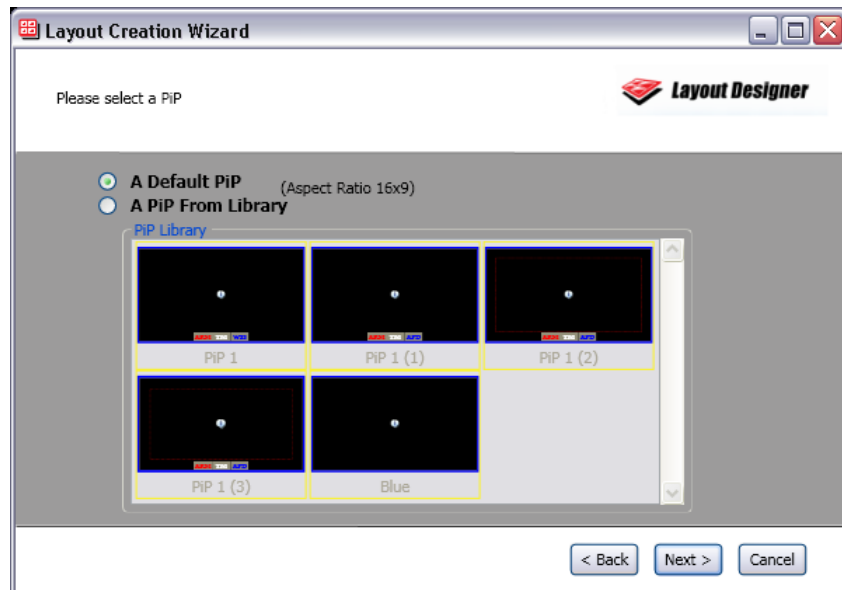 Layout Creation Wizard
Please select a PiP
Layout Designer
A Default PiP (Aspect Ratio 16x9)
A PiP From Library
PiP Library
PiP 1
PiP 1 (1)
PiP 1 (2)
PiP 1 (3)
Blue
< Back
Next >
Cancel